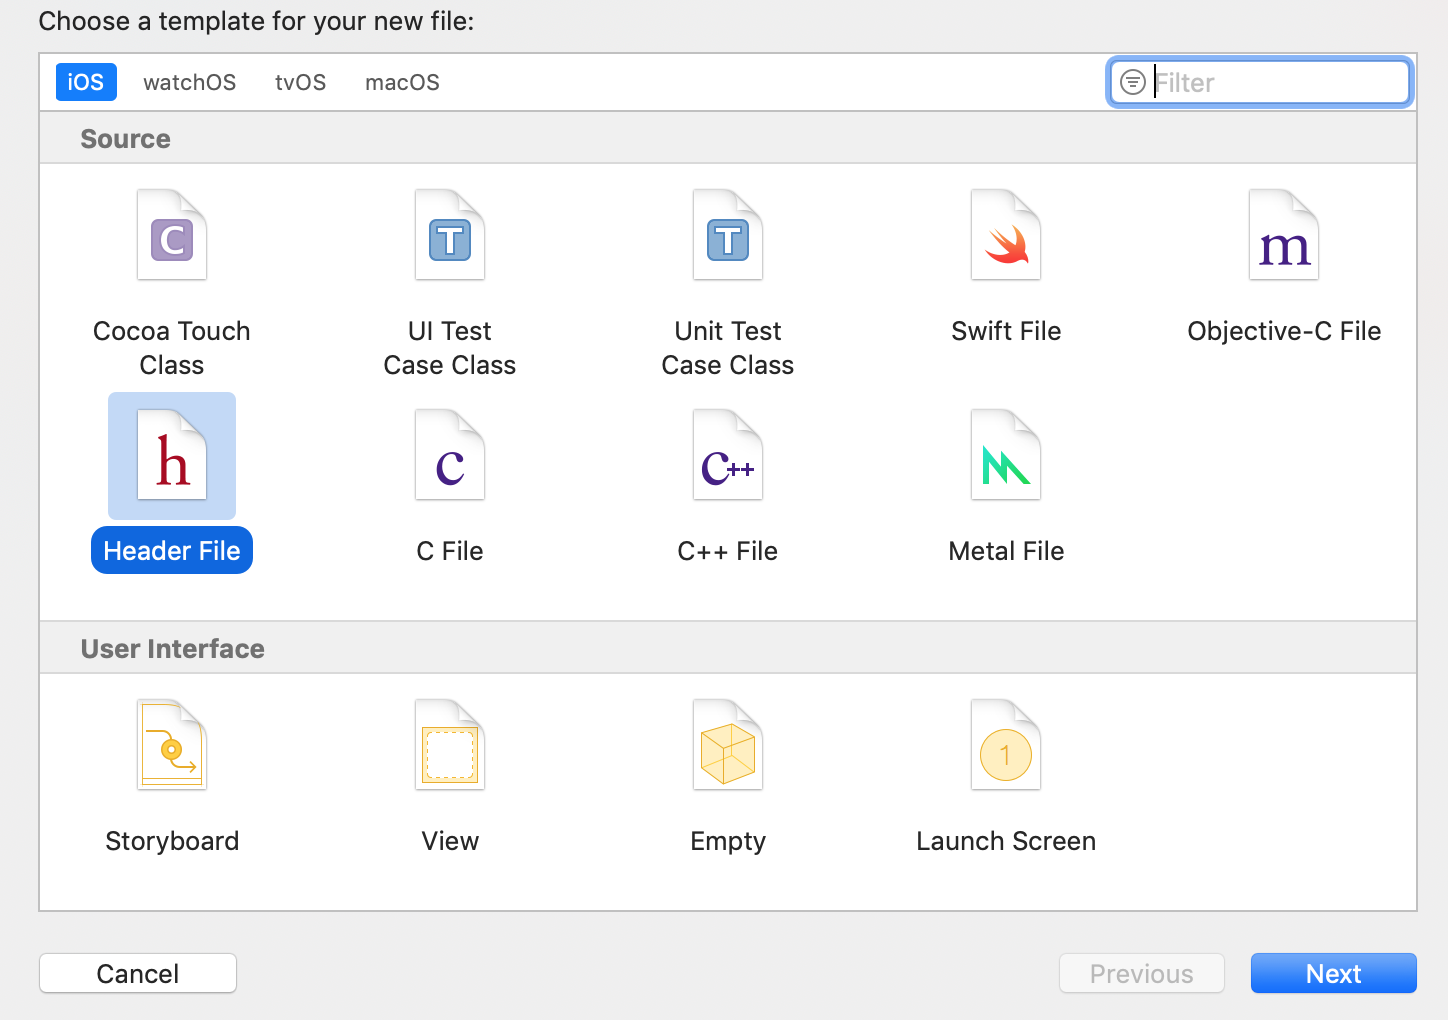 Choose a template for your new file:
iOS watchOS tvOS macOS Filter
Source
C T T m
Cocoa Touch Class
UI Test Case Class
Unit Test Case Class
Swift File
Objective-C File
h c C++
Header File
C File
C++ File
Metal File
User Interface
1
Storyboard
View
Empty
Launch Screen
Cancel Previous Next